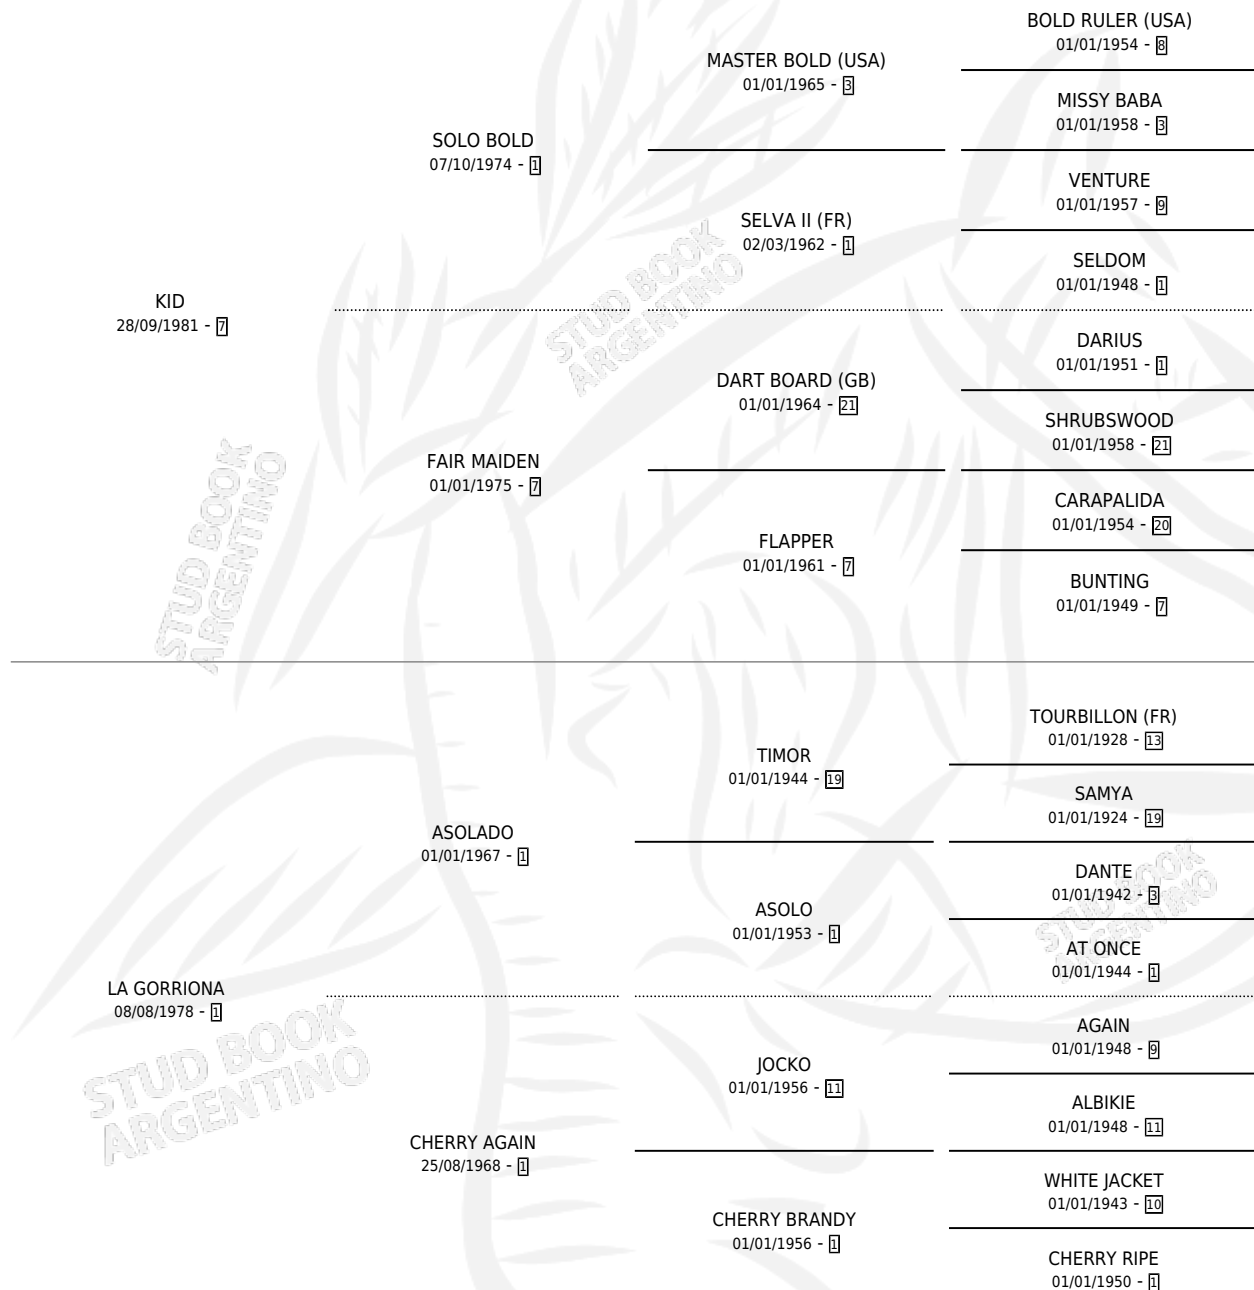 BOLD RULER (USA)
01/01/1954 - 8
MASTER BOLD (USA)
01/01/1965 - 3
MISSY BABA
01/01/1958 - 3
SOLO BOLD
07/10/1974 - 1
VENTURE
01/01/1957 - 9
SELVA II (FR)
02/03/1962 - 1
SELDOM
01/01/1948 - 1
KID
28/09/1981 - 7
DARIUS
01/01/1951 - 1
DART BOARD (GB)
01/01/1964 - 21
SHRUBSWOOD
01/01/1958 - 21
FAIR MAIDEN
01/01/1975 - 7
CARAPALIDA
01/01/1954 - 20
FLAPPER
01/01/1961 - 7
BUNTING
01/01/1949 - 7
TOURBILLON (FR)
01/01/1928 - 13
TIMOR
01/01/1944 - 19
SAMYA
01/01/1924 - 19
ASOLADO
01/01/1967 - 1
DANTE
01/01/1942 - 3
ASOLO
01/01/1953 - 1
AT ONCE
01/01/1944 - 1
LA GORRIONA
08/08/1978 - 1
AGAIN
01/01/1948 - 9
JOCKO
01/01/1956 - 11
ALBIKIE
01/01/1948 - 11
CHERRY AGAIN
25/08/1968 - 1
WHITE JACKET
01/01/1943 - 10
CHERRY BRANDY
01/01/1956 - 1
CHERRY RIPE
01/01/1950 - 1
STUD BOOK
ARGENTINO
STUD BOOK
ARGENTINO
STUD BOOK
ARGENTINO
STUD BOOK
ARGENTINO